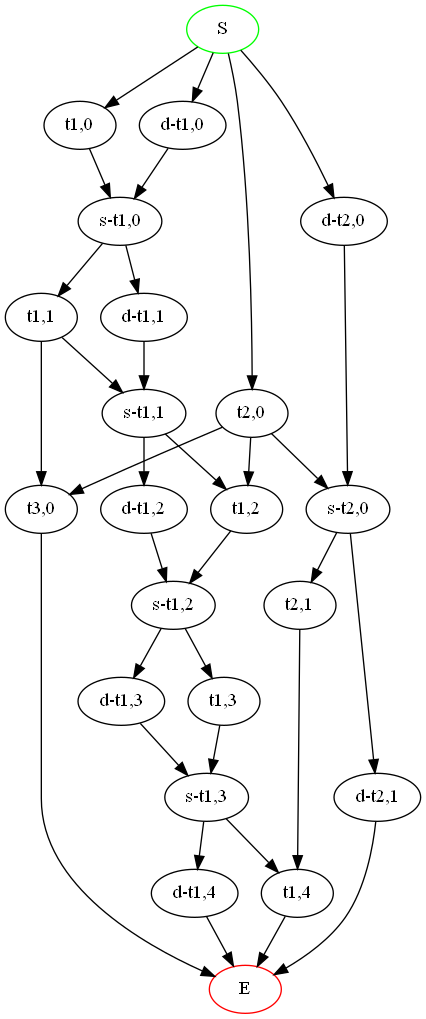 S
t1,0 d-t1,0
s-t1,0 d-t2,0
t1,1 d-t1,1
s-t1,1 t2,0
t3,0 d-t1,2 t1,2 s-t2,0
s-t1,2 t2,1
d-t1,3 t1,3
s-t1,3 d-t2,1
d-t1,4 t1,4
E